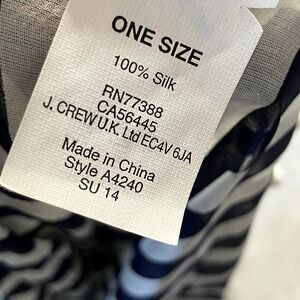 ONE SIZE
100% Silk
RN77388
CA56445
J. CREW U.K. Ltd EC4V 6JA
Made in China
Style A4240
SU 14